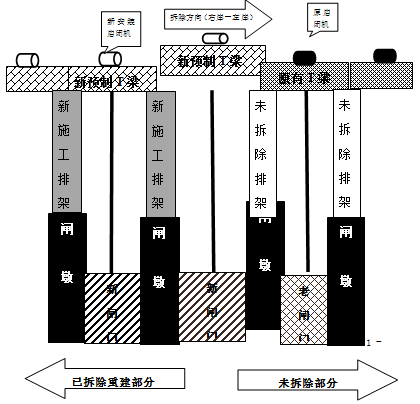 新安装
启闭机
拆除方向(右岸—左岸)
原启
闭机
新预制T梁
新预制T梁
原有T梁
新施工排架
新施工排架
未拆除排架
未拆除排架
闸墩
闸墩
闸墩
闸墩
新闸门
新闸门
老闸门
1 -
已拆除重建部分
未拆除部分